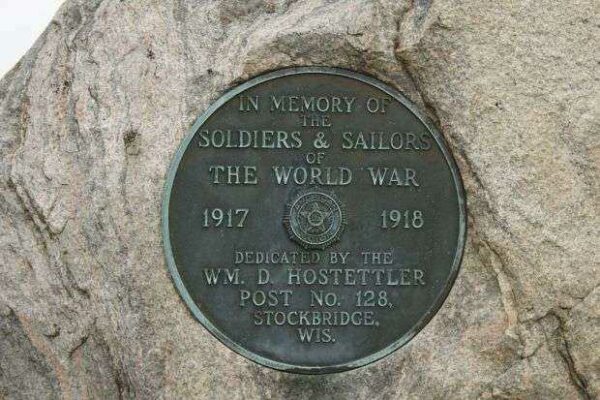 IN MEMORY OF
THE
SOLDIERS & SAILORS
OF
THE WORLD WAR
1917 1918
DEDICATED BY THE
WM. D. HOSTETTLER
POST NO. 128,
STOCKBRIDGE,
WIS.